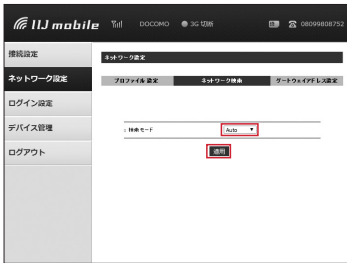 IIJ mobile DOCOMO 3G 切断 08099808752
接続設定
ネットワーク設定
ログイン設定
デバイス管理
ログアウト
ネットワーク設定
プロファイル設定 ネットワーク検索 ゲートウェイアドレス設定
: 検索モード Auto
適用